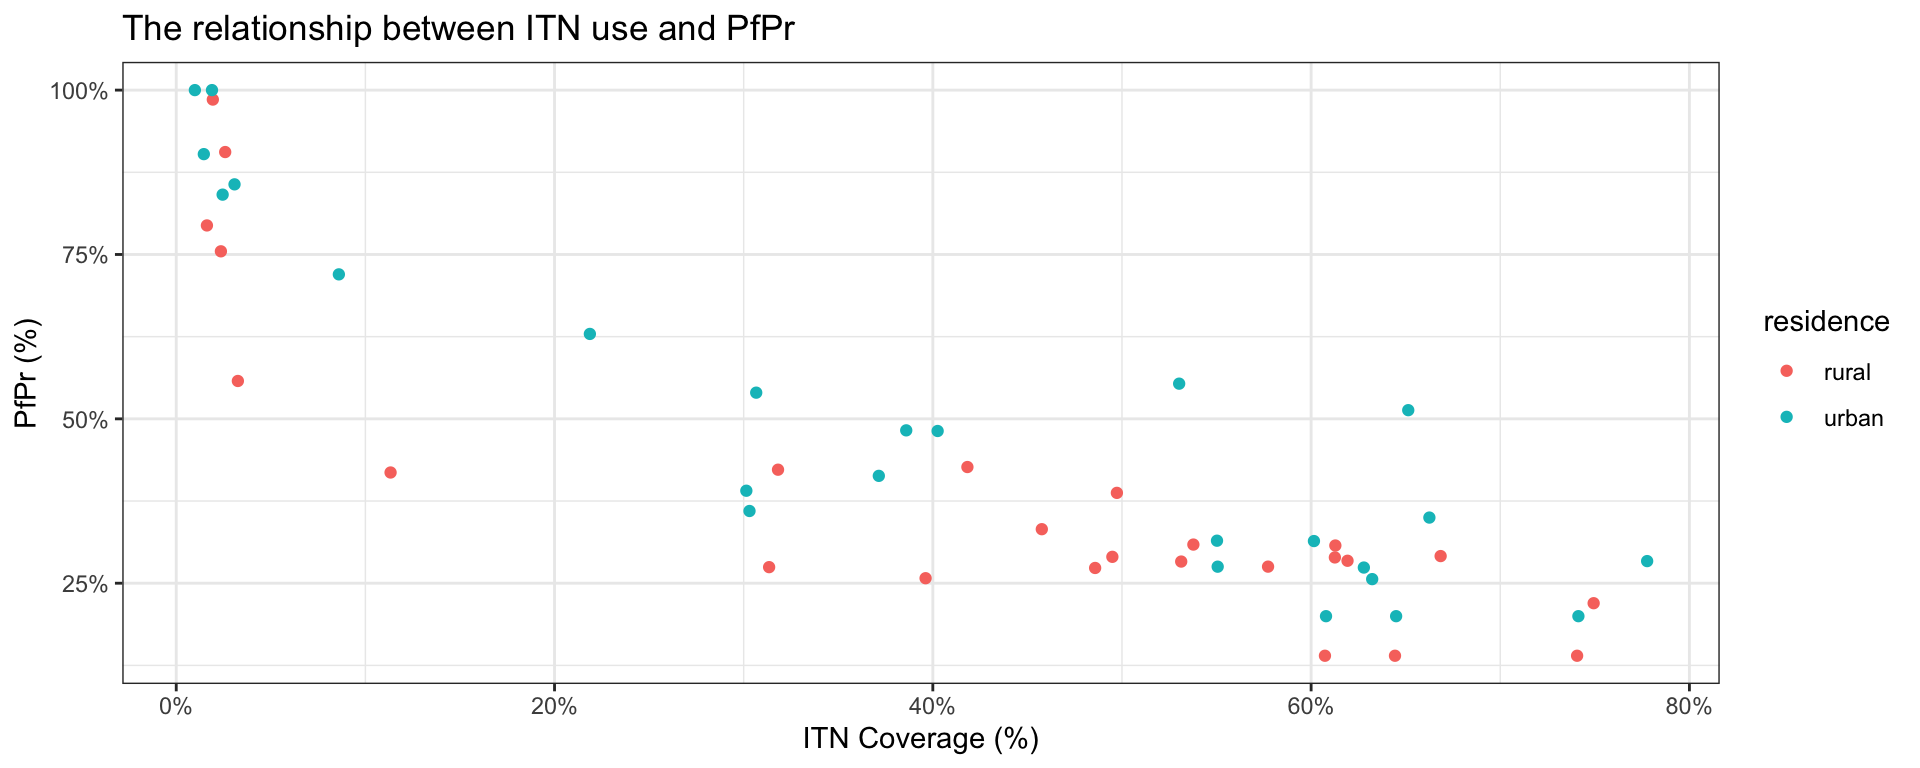 The relationship between ITN use and PfPr
100%
75%
50%
25%
PfPr (%)
0%
20%
40%
60%
80%
ITN Coverage (%)
residence
rural
urban